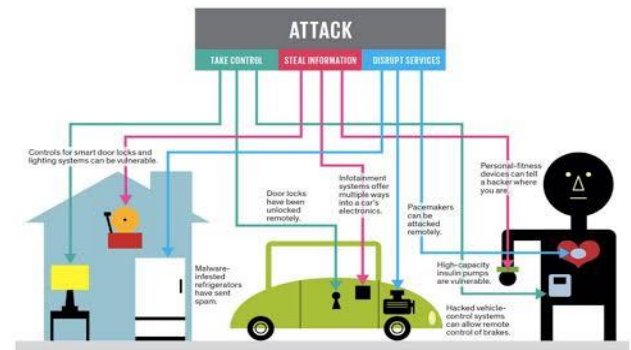 ATTACK
TAKE CONTROL
STEAL INFORMATION
DISRUPT SERVICES
Controls for smart door locks and
lighting systems can be vulnerable.
Malware-
infested
refrigerators
have sent
spam.
Door locks
have been
unlocked
remotely.
Infotainment
systems offer
multiple ways
into a car's
electronics.
Pacemakers
can be
attacked
remotely.
Personal-fitness
devices can tell
a hacker where
you are.
High-capacity
insulin pumps
are vulnerable.
Hacked vehicle-
control systems
can allow remote
control of brakes.